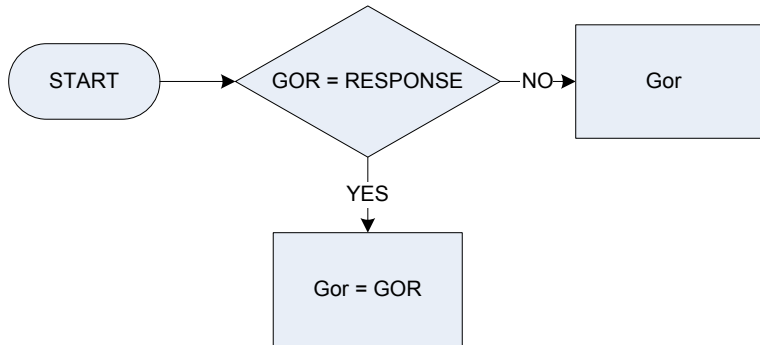 START
GOR = RESPONSE
NO
Gor
YES
Gor = GOR